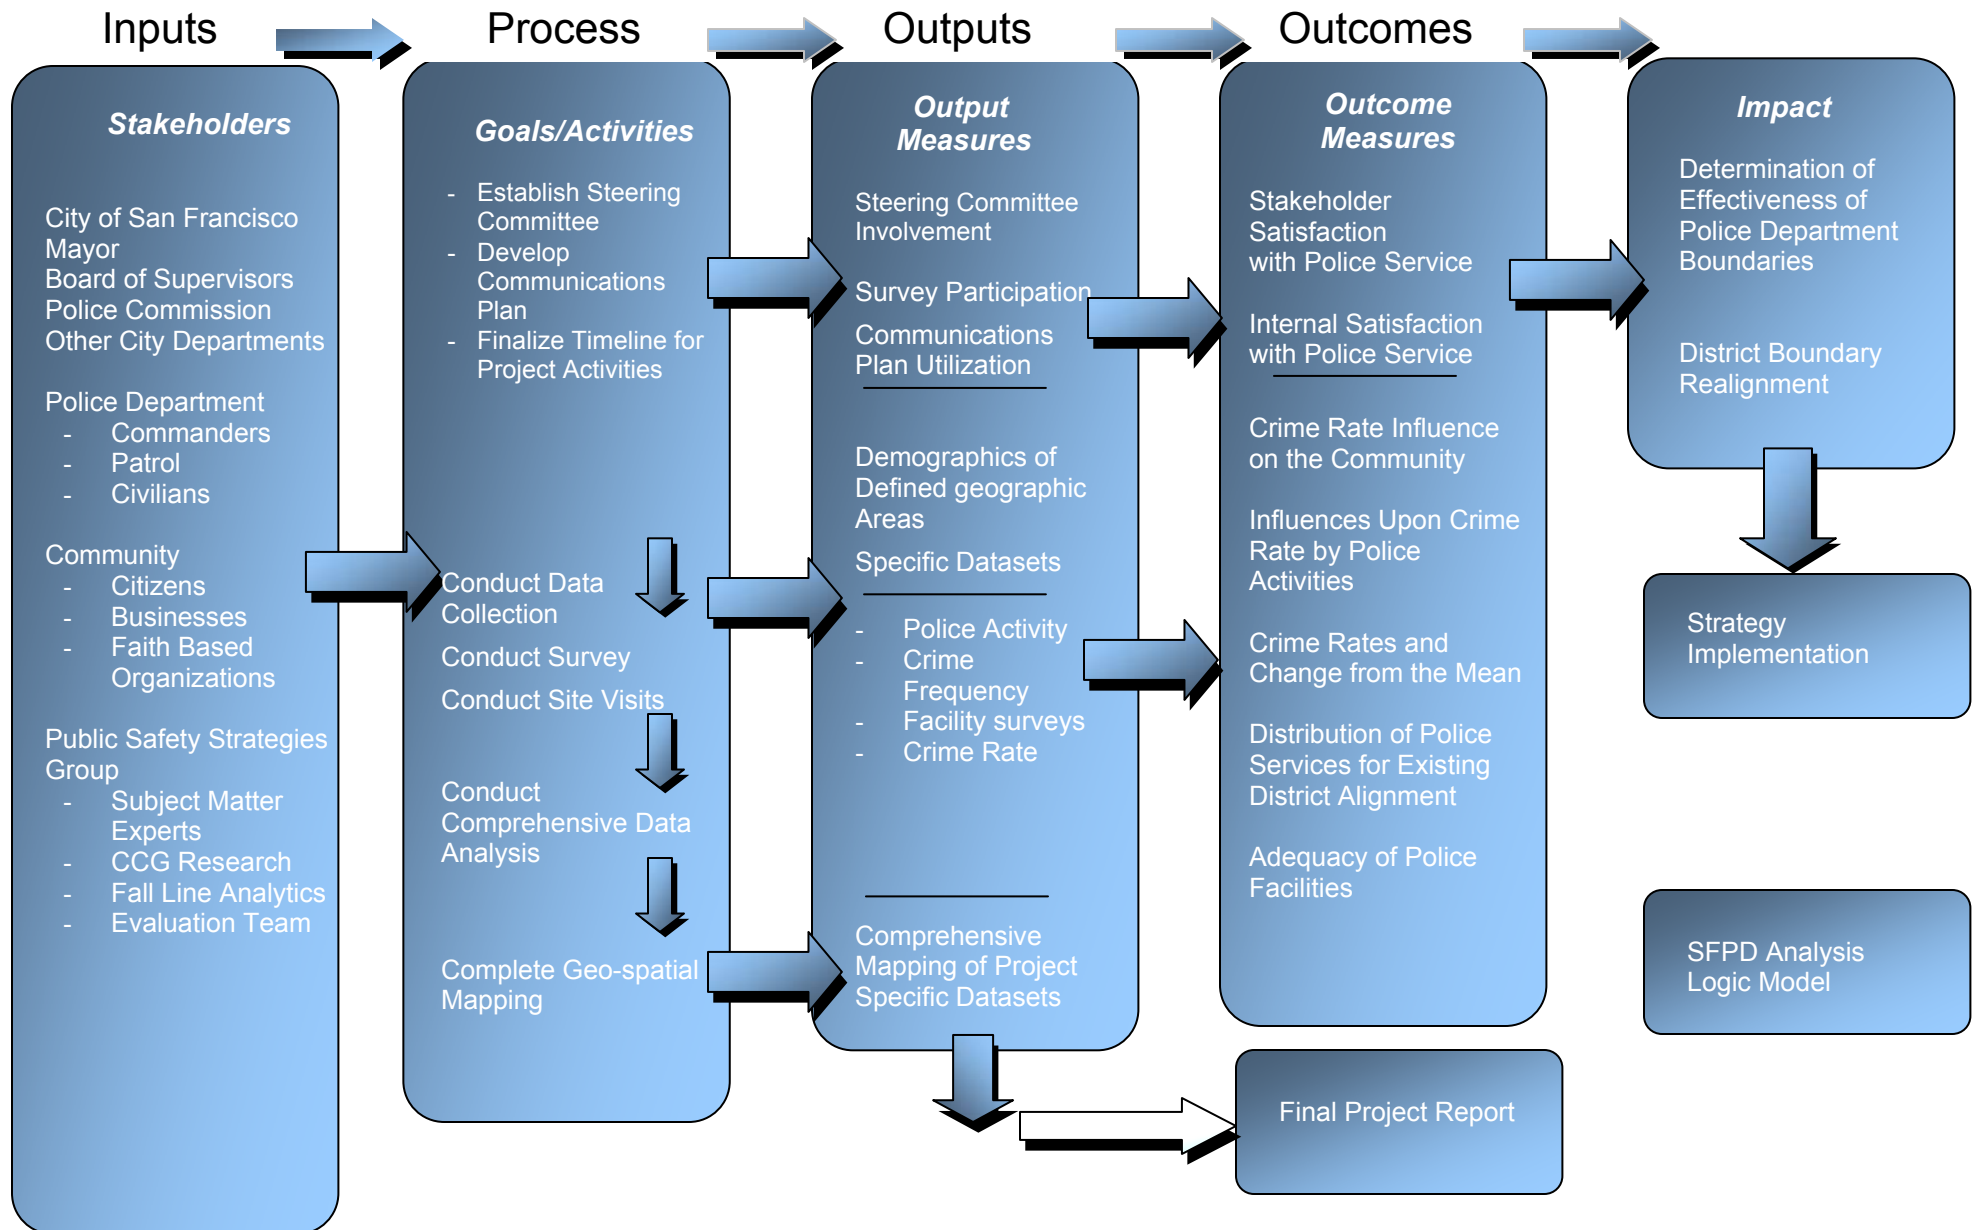 Inputs
Process
Outputs
Outcomes
Stakeholders
City of San Francisco
Mayor
Board of Supervisors
Police Commission
Other City Departments
Police Department
- Commanders
- Patrol
- Civilians
Community
- Citizens
- Businesses
- Faith Based
Organizations
Public Safety Strategies
Group
- Subject Matter
Experts
- CCG Research
- Fall Line Analytics
- Evaluation Team
Goals/Activities
- Establish Steering
Committee
- Develop
Communications
Plan
- Finalize Timeline for
Project Activities
Conduct Data
Collection
Conduct Survey
Conduct Site Visits
Conduct
Comprehensive Data
Analysis
Complete Geo-spatial
Mapping
Output
Measures
Steering Committee
Involvement
Survey Participation
Communications
Plan Utilization
Demographics of
Defined geographic
Areas
Specific Datasets
- Police Activity
- Crime
Frequency
- Facility surveys
- Crime Rate
Comprehensive
Mapping of Project
Specific Datasets
Outcome
Measures
Stakeholder
Satisfaction
with Police Service
Internal Satisfaction
with Police Service
Crime Rate Influence
on the Community
Influences Upon Crime
Rate by Police
Activities
Crime Rates and
Change from the Mean
Distribution of Police
Services for Existing
District Alignment
Adequacy of Police
Facilities
Final Project Report
Impact
Determination of
Effectiveness of
Police Department
Boundaries
District Boundary
Realignment
Strategy
Implementation
SFPD Analysis
Logic Model